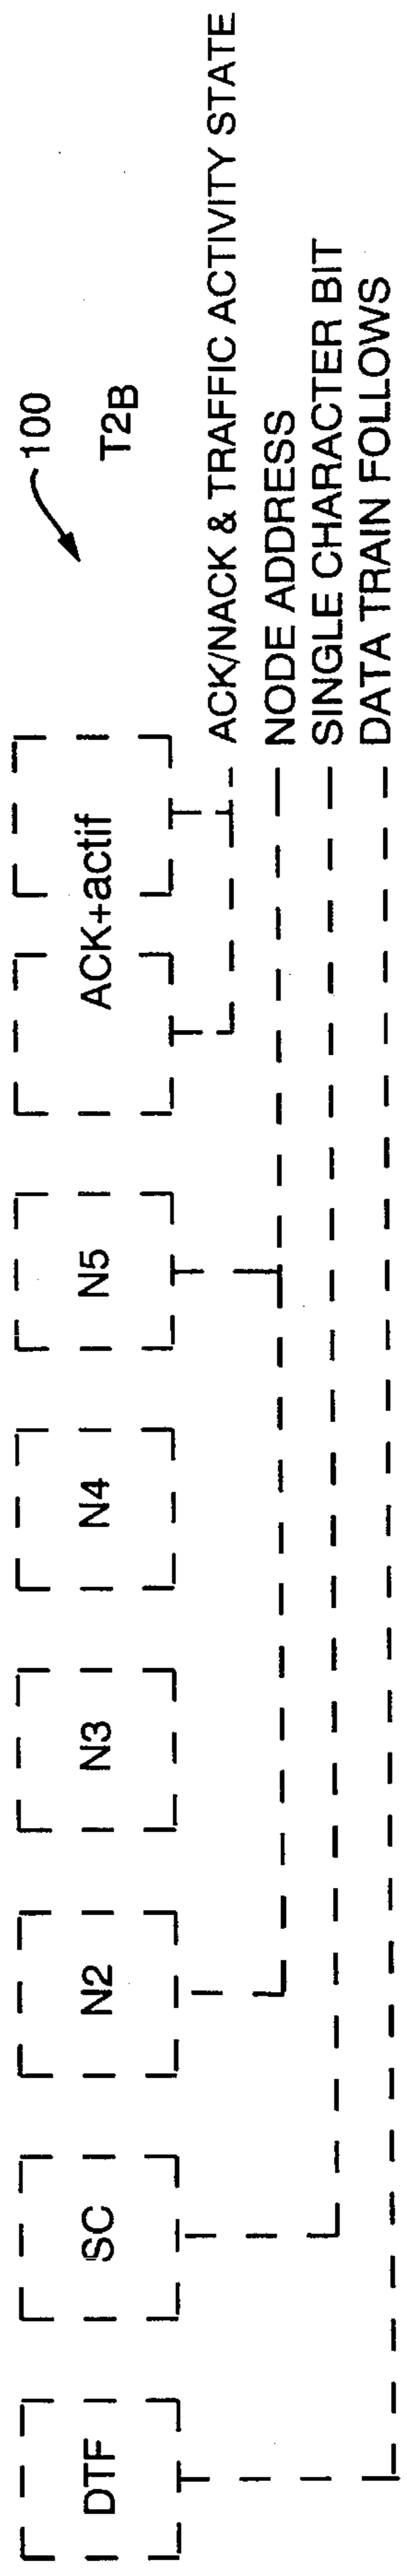 100
T2B
DTF SC N2 N3 N4 N5 ACK+actif
ACK/NACK & TRAFFIC ACTIVITY STATE
NODE ADDRESS
SINGLE CHARACTER BIT
DATA TRAIN FOLLOWS